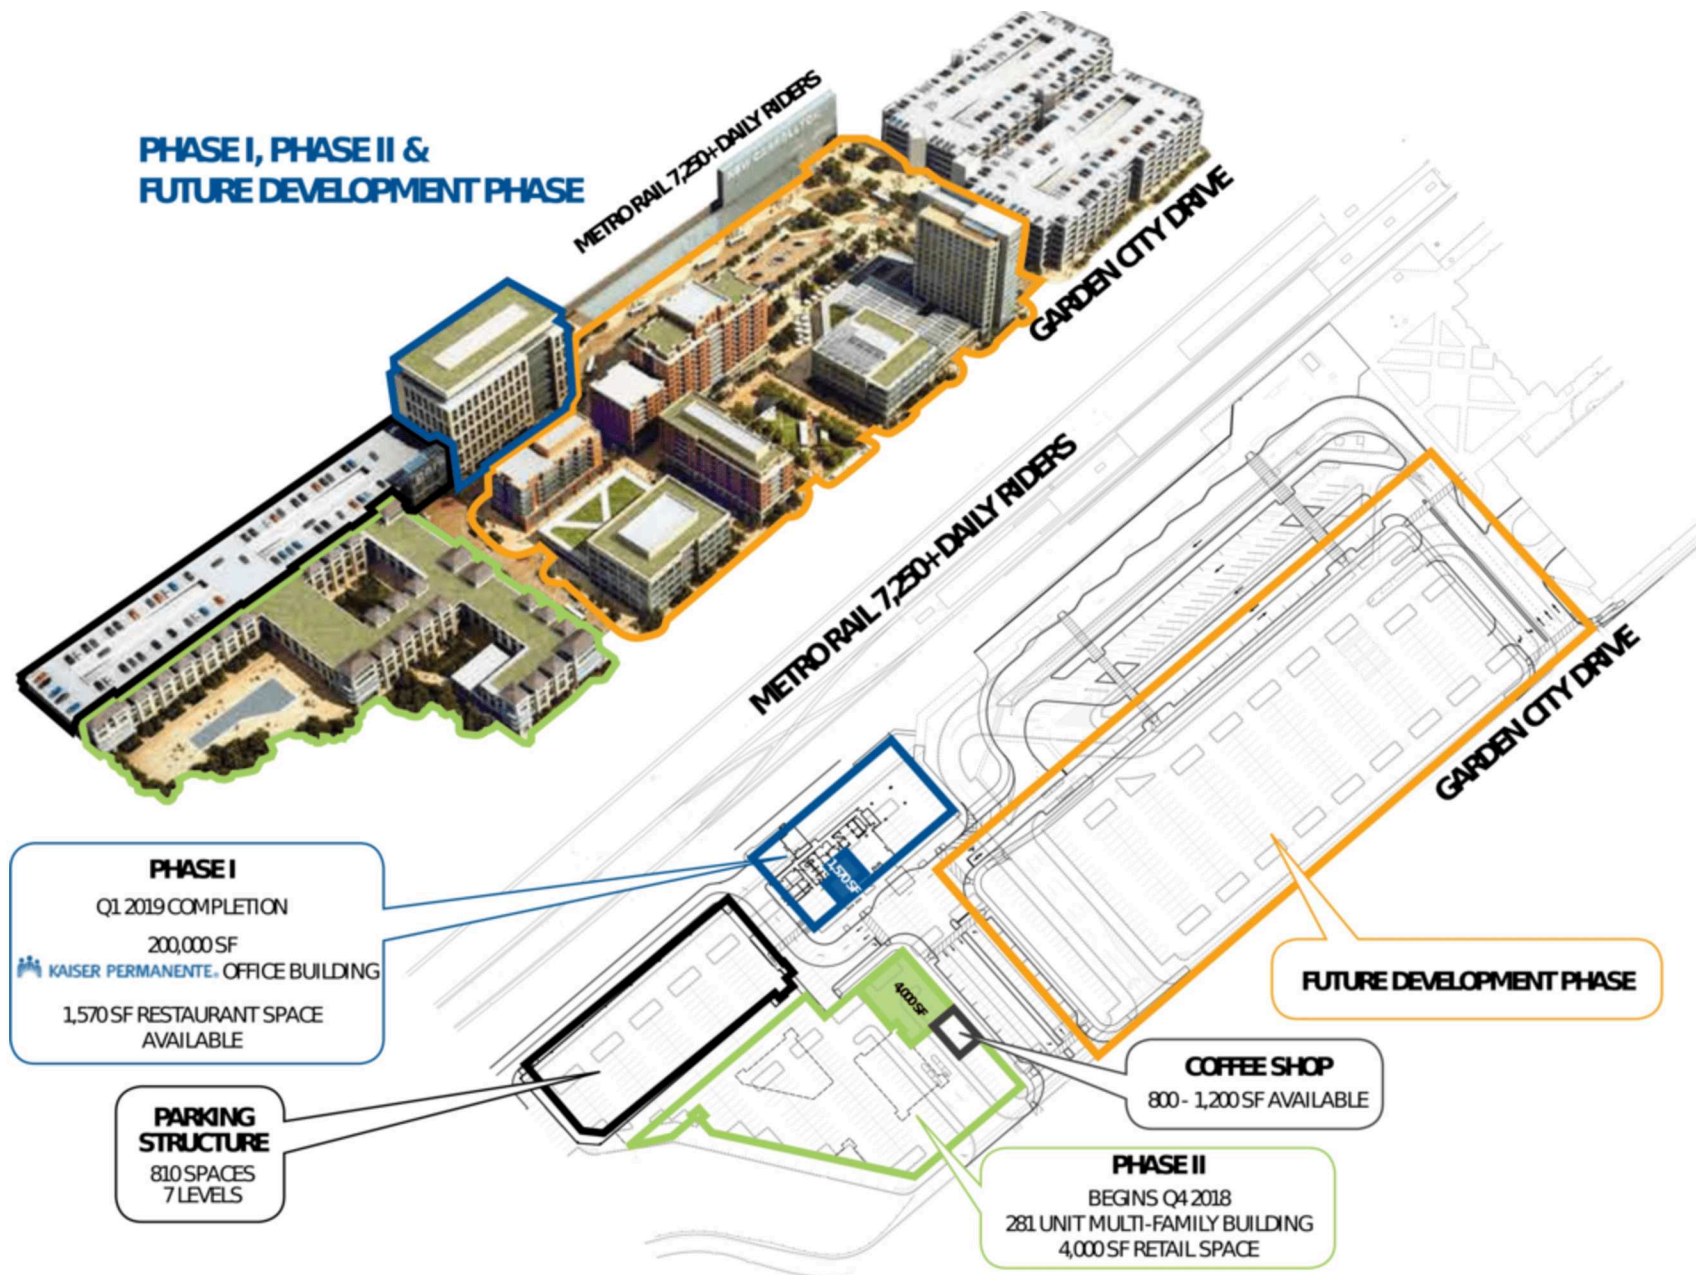 PHASE I, PHASE II &
FUTURE DEVELOPMENT PHASE
METRO RAIL 7,250+ DAILY RIDERS
NEW CARROLLTON
GARDEN CITY DRIVE
METRO RAIL 7,250+ DAILY RIDERS
GARDEN CITY DRIVE
1,570 SF
4,000 SF
PHASE I
Q1 2019 COMPLETION
200,000 SF
KAISER PERMANENTE® OFFICE BUILDING
1,570 SF RESTAURANT SPACE
AVAILABLE
FUTURE DEVELOPMENT PHASE
COFFEE SHOP
800 - 1,200 SF AVAILABLE
PARKING
STRUCTURE
810 SPACES
7 LEVELS
PHASE II
BEGINS Q4 2018
281 UNIT MULTI-FAMILY BUILDING
4,000 SF RETAIL SPACE